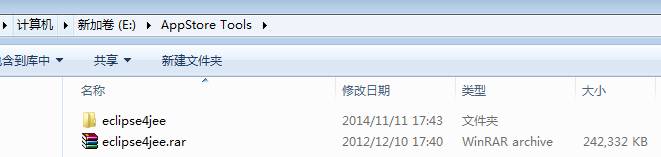 计算机 新加卷 (E:) AppStore Tools
含到库中 共享 新建文件夹
名称 修改日期 类型 大小
eclipse4jee 2014/11/11 17:43 文件夹
eclipse4jee.rar 2012/12/10 17:40 WinRAR archive 242,332 KB